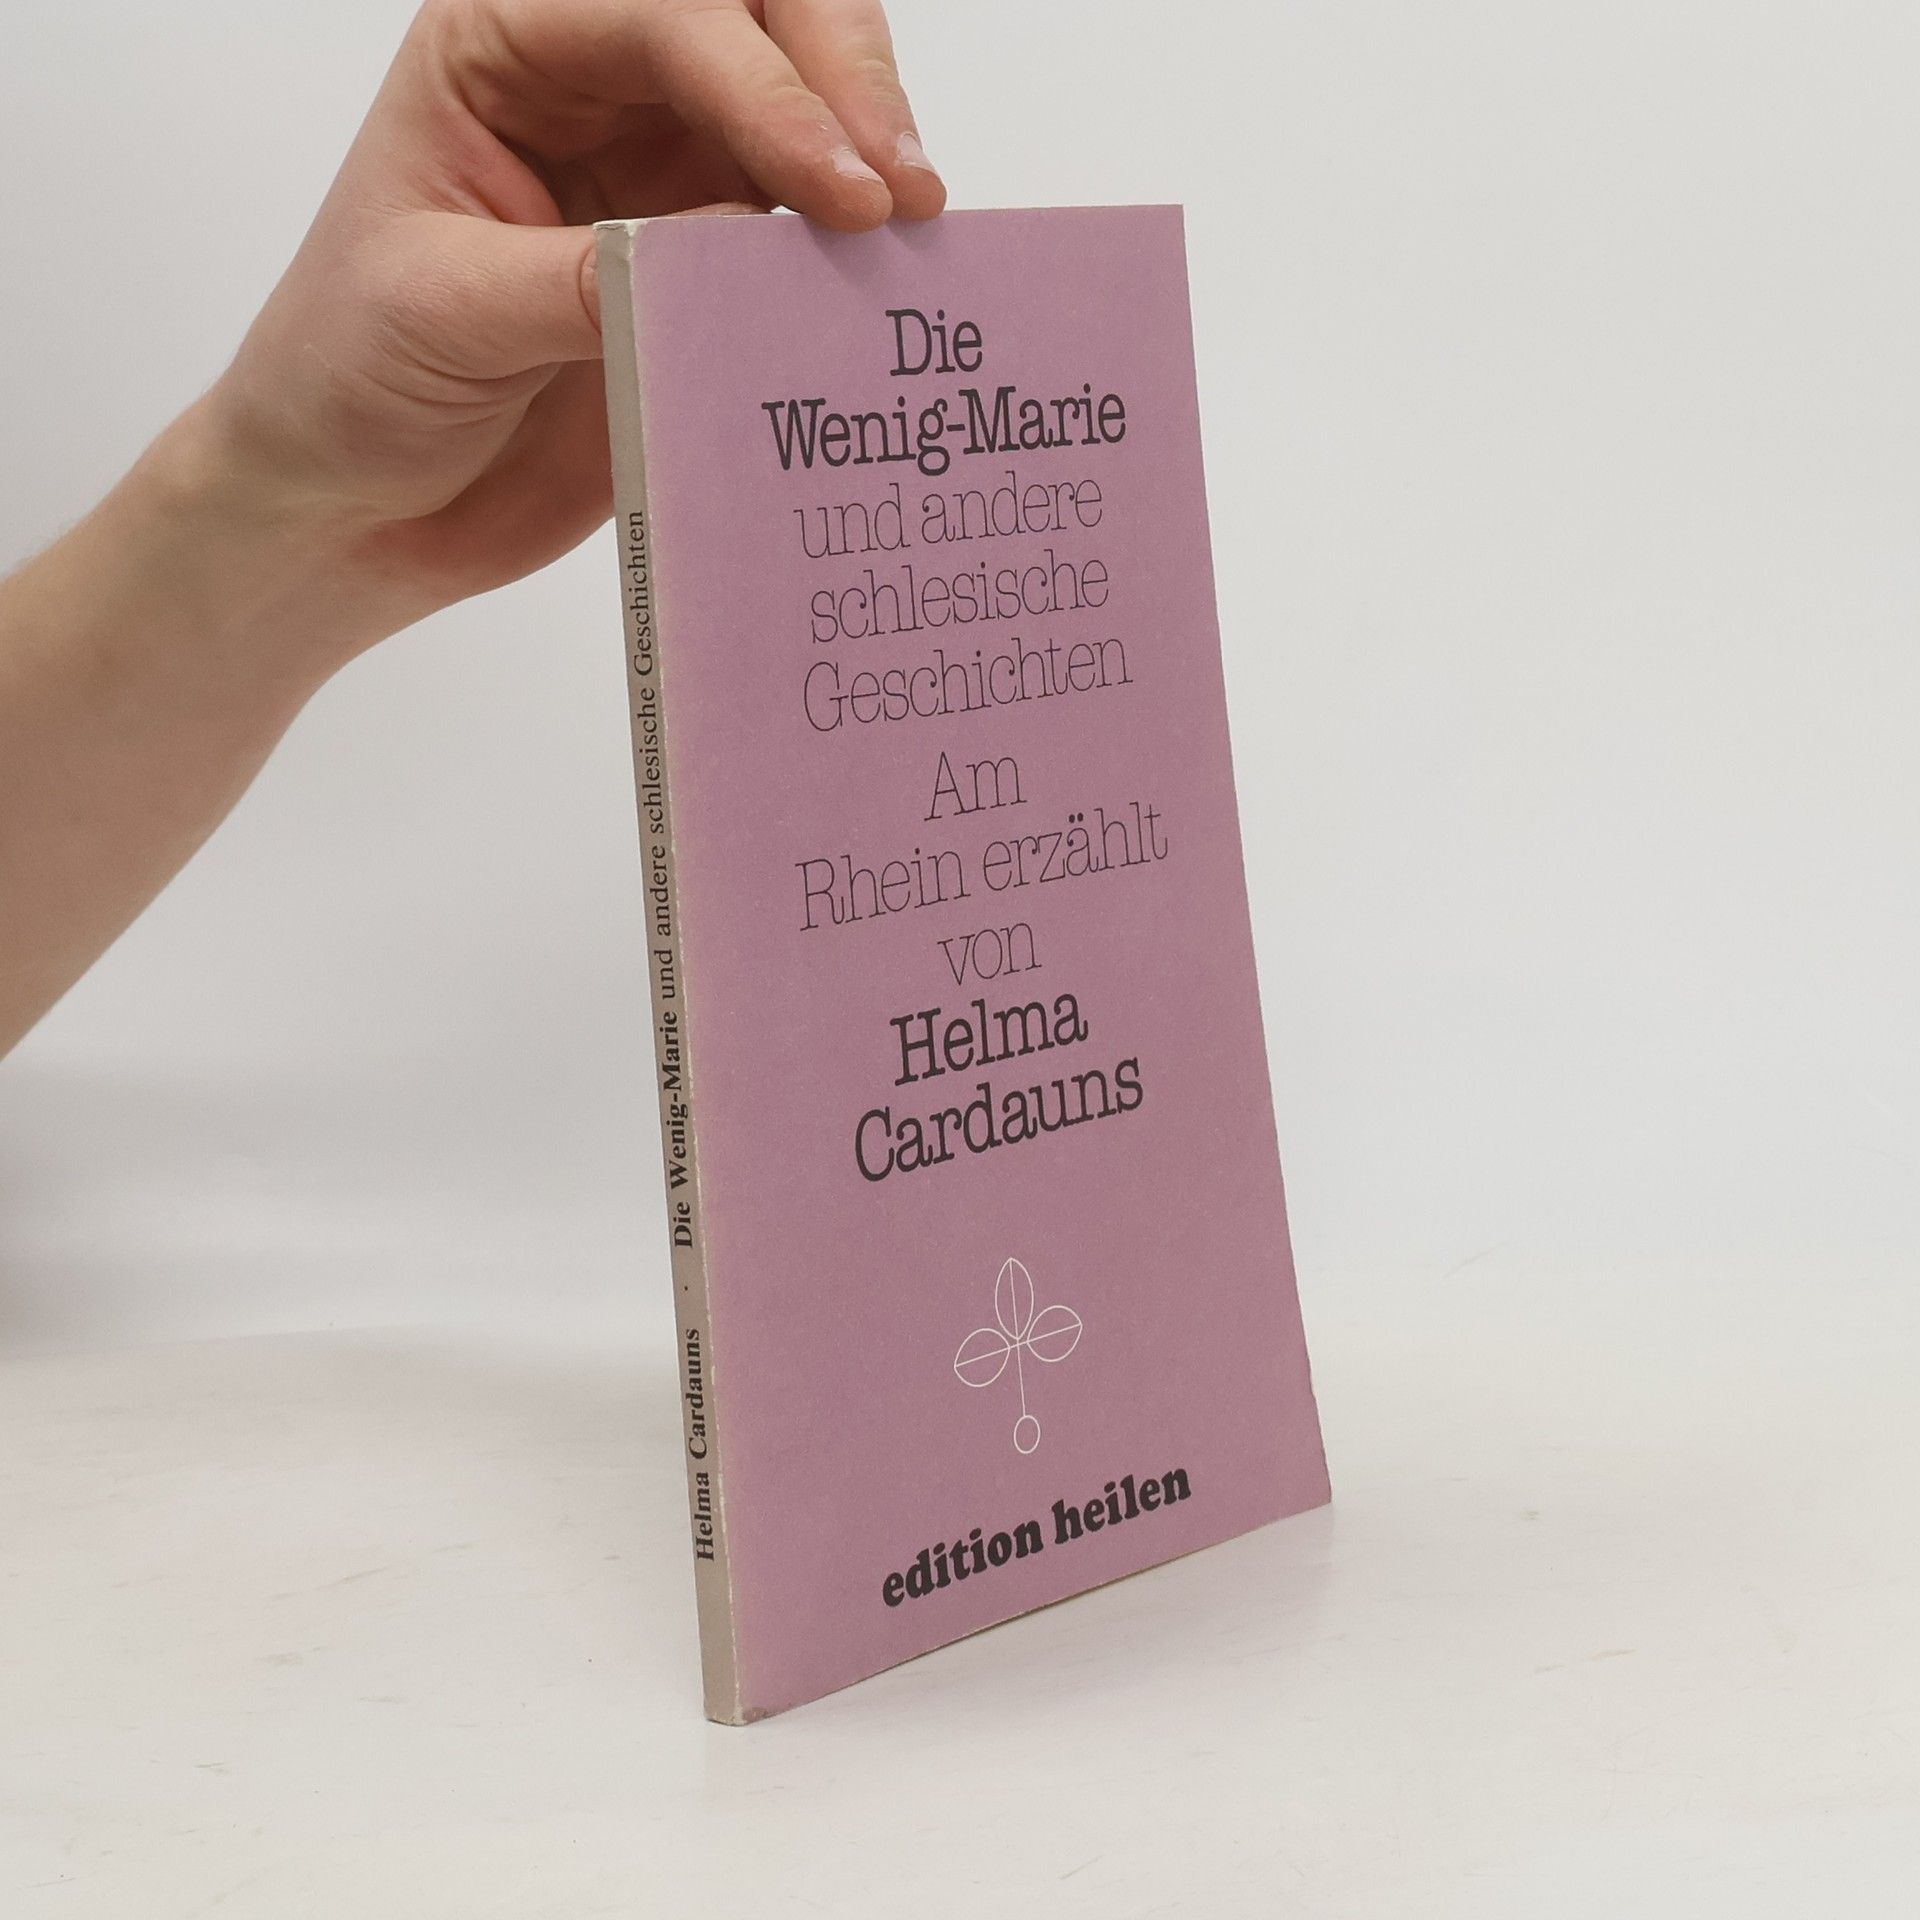 Die
Wenig-Marie
und andere
schlesische
Geschichten
Am
Rhein erzählt
von
Helma
Cardauns
edition heilen
Helma Cardauns · Die Wenig-Marie und andere schlesische Geschichten